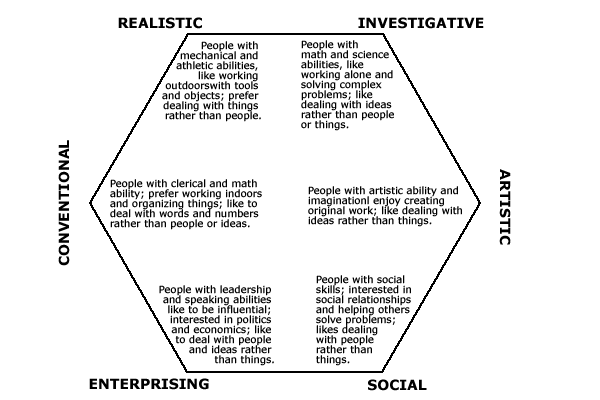 REALISTIC
INVESTIGATIVE
People with
mechanical and
athletic abilities,
like working
outdoorswith tools
and objects; prefer
dealing with things
rather than people.
People with
math and science
abilities, like
working alone and
solving complex
problems; like
dealing with ideas
rather than people
or things.
CONVENTIONAL
People with clerical and math
ability; prefer working indoors
and organizing things; like to
deal with words and numbers
rather than people or ideas.
People with artistic ability and
imaginationl enjoy creating
original work; like dealing with
ideas rather than things.
ARTISTIC
People with leadership
and speaking abilities
like to be influential;
interested in politics
and economics; like
to deal with people
and ideas rather
than things.
People with social
skills; interested in
social relationships
and helping others
solve problems;
likes dealing
with people
rather than
things.
ENTERPRISING
SOCIAL